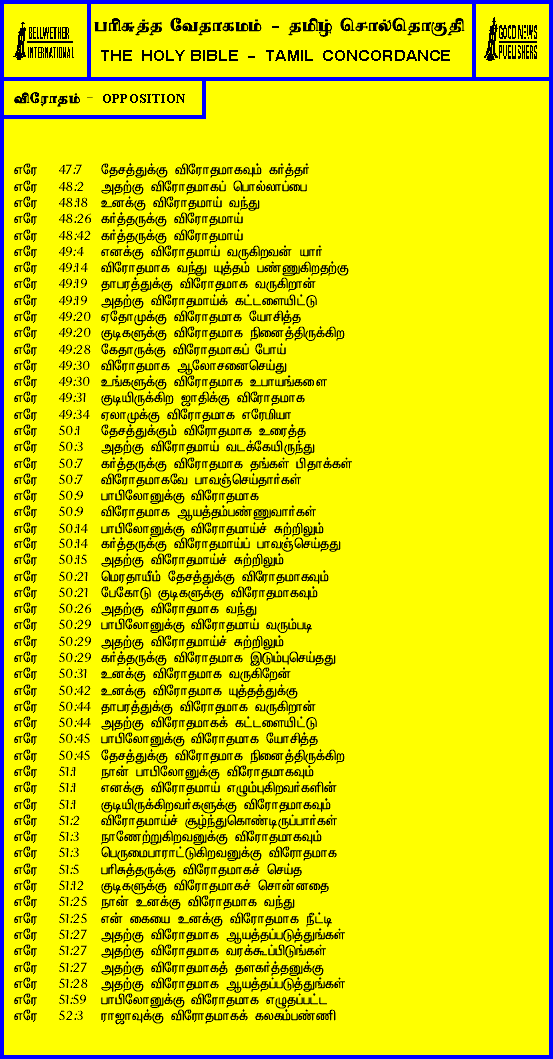 BELLWETHER INTERNATIONAL
பரிசுத்த வேதாகமம் - தமிழ் சொல்தொகுதி
THE HOLY BIBLE - TAMIL CONCORDANCE
GOOD NEWS PUBLISHERS
விரோதம் - OPPOSITION
எரே 47:7 தேசத்துக்கு விரோதமாகவும் கர்த்தர்
எரே 48:2 அதற்கு விரோதமாகப் பொல்லாப்பை
எரே 48:18 உனக்கு விரோதமாய் வந்து
எரே 48:26 கர்த்தருக்கு விரோதமாய்
எரே 48:42 கர்த்தருக்கு விரோதமாய்
எரே 49:4 எனக்கு விரோதமாய் வருகிறவன் யார்
எரே 49:14 விரோதமாக வந்து யுத்தம் பண்ணுகிறதற்கு
எரே 49:19 தாபரத்துக்கு விரோதமாக வருகிறான்
எரே 49:19 அதற்கு விரோதமாய்க் கட்டளையிட்டு
எரே 49:20 ஏதோமுக்கு விரோதமாக யோசித்த
எரே 49:20 குடிகளுக்கு விரோதமாக நினைத்திருக்கிற
எரே 49:28 கேதாருக்கு விரோதமாகப் போய்
எரே 49:30 விரோதமாக ஆலோசனைசெய்து
எரே 49:30 உங்களுக்கு விரோதமாக உபாயங்களை
எரே 49:31 குடியிருக்கிற ஜாதிக்கு விரோதமாக
எரே 49:34 ஏலாமுக்கு விரோதமாக எரேமியா
எரே 50:1 தேசத்துக்கும் விரோதமாக உரைத்த
எரே 50:3 அதற்கு விரோதமாய் வடக்கேயிருந்து
எரே 50:7 கர்த்தருக்கு விரோதமாக தங்கள் பிதாக்கள்
எரே 50:7 விரோதமாகவே பாவஞ்செய்தார்கள்
எரே 50:9 பாபிலோனுக்கு விரோதமாக
எரே 50:9 விரோதமாக ஆயத்தம்பண்ணுவார்கள்
எரே 50:14 பாபிலோனுக்கு விரோதமாய்ச் சுற்றிலும்
எரே 50:14 கர்த்தருக்கு விரோதமாய்ப் பாவஞ்செய்தது
எரே 50:15 அதற்கு விரோதமாய்ச் சுற்றிலும்
எரே 50:21 மெரதாயீம் தேசத்துக்கு விரோதமாகவும்
எரே 50:21 பேகோடு குடிகளுக்கு விரோதமாகவும்
எரே 50:26 அதற்கு விரோதமாக வந்து
எரே 50:29 பாபிலோனுக்கு விரோதமாய் வரும்படி
எரே 50:29 அதற்கு விரோதமாய்ச் சுற்றிலும்
எரே 50:29 கர்த்தருக்கு விரோதமாக இடும்புசெய்தது
எரே 50:31 உனக்கு விரோதமாக வருகிறேன்
எரே 50:42 உனக்கு விரோதமாக யுத்தத்துக்கு
எரே 50:44 தாபரத்துக்கு விரோதமாக வருகிறான்
எரே 50:44 அதற்கு விரோதமாகக் கட்டளையிட்டு
எரே 50:45 பாபிலோனுக்கு விரோதமாக யோசித்த
எரே 50:45 தேசத்துக்கு விரோதமாக நினைத்திருக்கிற
எரே 51:1 நான் பாபிலோனுக்கு விரோதமாகவும்
எரே 51:1 எனக்கு விரோதமாய் எழும்புகிறவர்களின்
எரே 51:1 குடியிருக்கிறவர்களுக்கு விரோதமாகவும்
எரே 51:2 விரோதமாய்ச் சூழ்ந்துகொண்டிருப்பார்கள்
எரே 51:3 நாணேற்றுகிறவனுக்கு விரோதமாகவும்
எரே 51:3 பெருமைபாராட்டுகிறவனுக்கு விரோதமாக
எரே 51:5 பரிசுத்தருக்கு விரோதமாகச் செய்த
எரே 51:12 குடிகளுக்கு விரோதமாகச் சொன்னதை
எரே 51:25 நான் உனக்கு விரோதமாக வந்து
எரே 51:25 என் கையை உனக்கு விரோதமாக நீட்டி
எரே 51:27 அதற்கு விரோதமாக ஆயத்தப்படுத்துங்கள்
எரே 51:27 அதற்கு விரோதமாக வரக்கூப்பிடுங்கள்
எரே 51:27 அதற்கு விரோதமாகத் தளகர்த்தனுக்கு
எரே 51:28 அதற்கு விரோதமாக ஆயத்தப்படுத்துங்கள்
எரே 51:59 பாபிலோனுக்கு விரோதமாக எழுதப்பட்ட
எரே 52:3 ராஜாவுக்கு விரோதமாகக் கலகம்பண்ணி